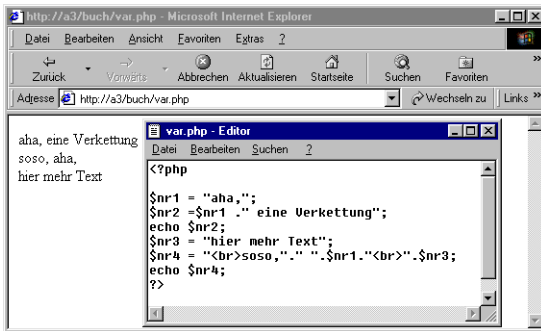 http://a3/buch/var.php - Microsoft Internet Explorer
Datei Bearbeiten Ansicht Favoriten Extras ?
Zurück Vorwärts Abbrechen Aktualisieren Startseite Suchen Favoriten »
Adresse http://a3/buch/var.php Wechseln zu Links »
aha, eine Verkettung
soso, aha,
hier mehr Text
var.php - Editor
Datei Bearbeiten Suchen ?
<?php
$nr1 = "aha,";
$nr2 =$nr1 ." eine Verkettung";
echo $nr2;
$nr3 = "hier mehr Text";
$nr4 = "<br>soso,"." ".$nr1."<br>".$nr3;
echo $nr4;
?>